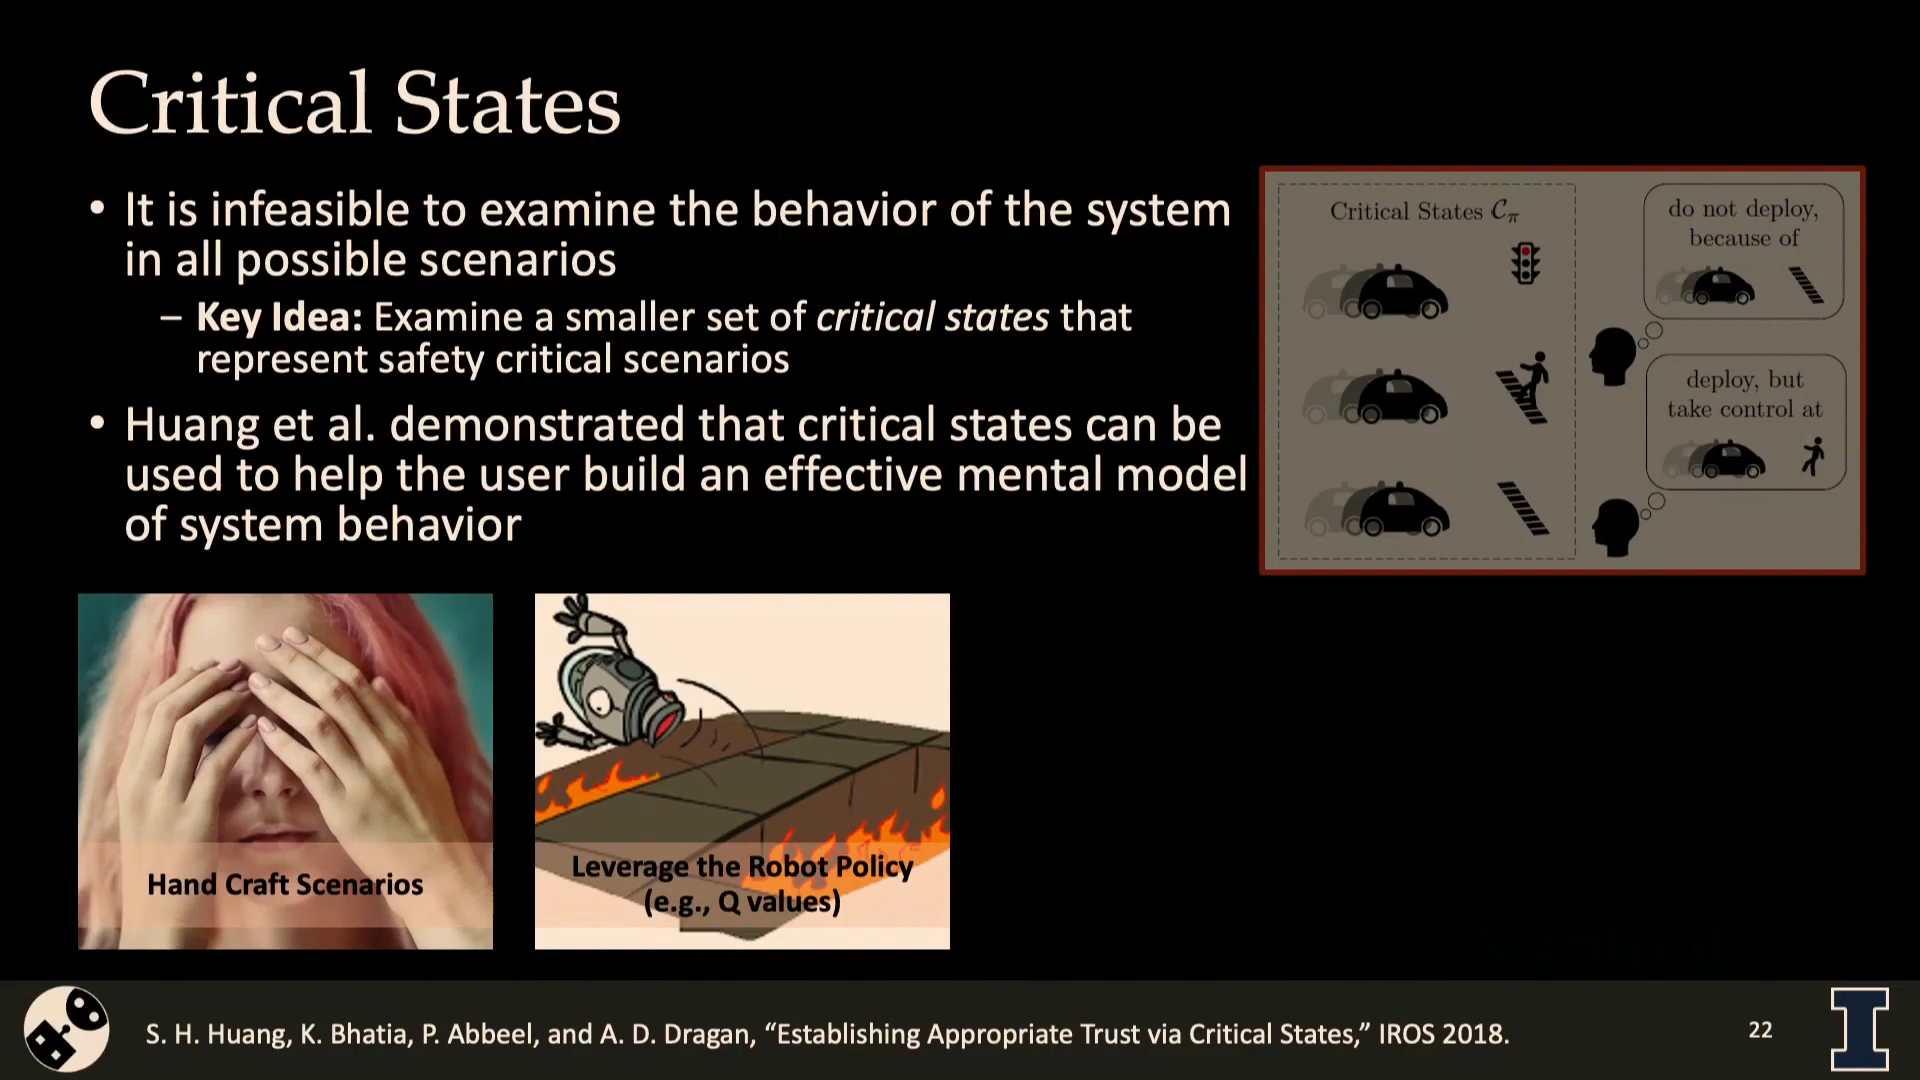 Critical States
• It is infeasible to examine the behavior of the system
in all possible scenarios
– Key Idea: Examine a smaller set of critical states that
represent safety critical scenarios
• Huang et al. demonstrated that critical states can be
used to help the user build an effective mental model
of system behavior
Critical States 𝒞π
do not deploy,
because of
deploy, but
take control at
Hand Craft Scenarios
Leverage the Robot Policy
(e.g., Q values)
S. H. Huang, K. Bhatia, P. Abbeel, and A. D. Dragan, “Establishing Appropriate Trust via Critical States,” IROS 2018.
22